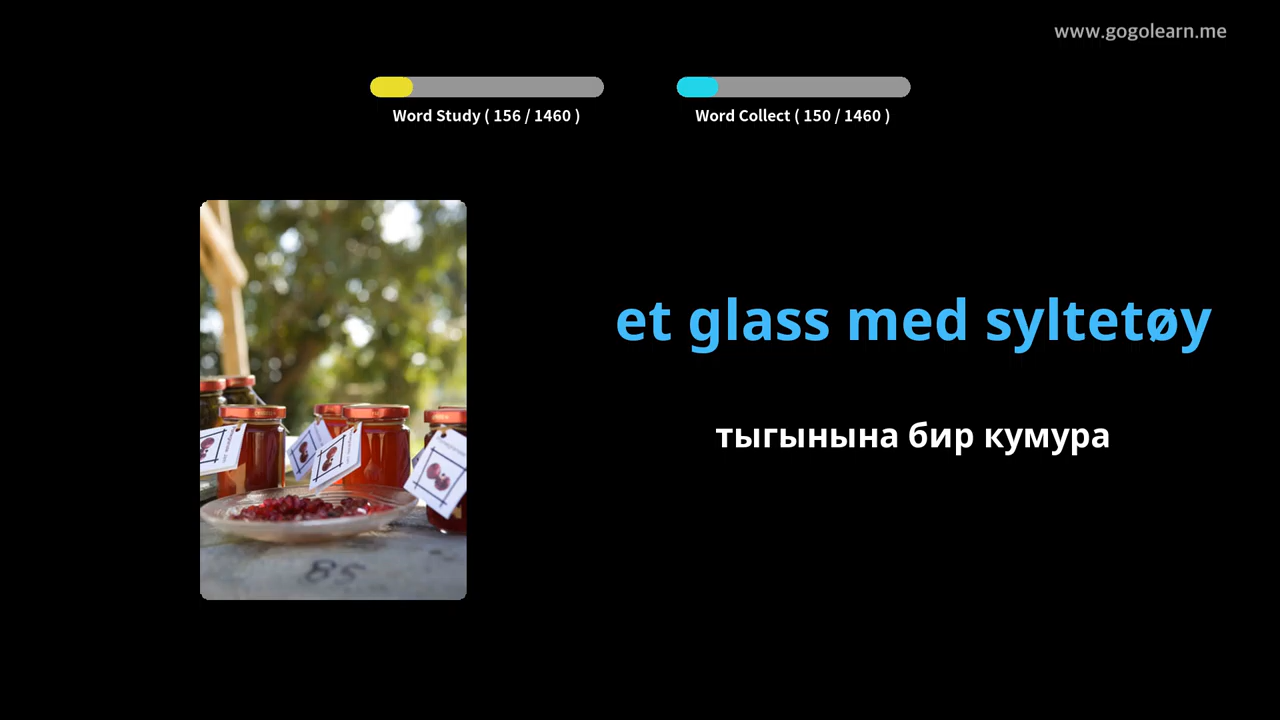 www.gogolearn.me
Word Study ( 156 / 1460 )
Word Collect ( 150 / 1460 )
et glass med syltetøy
тыгынына бир кумура
85